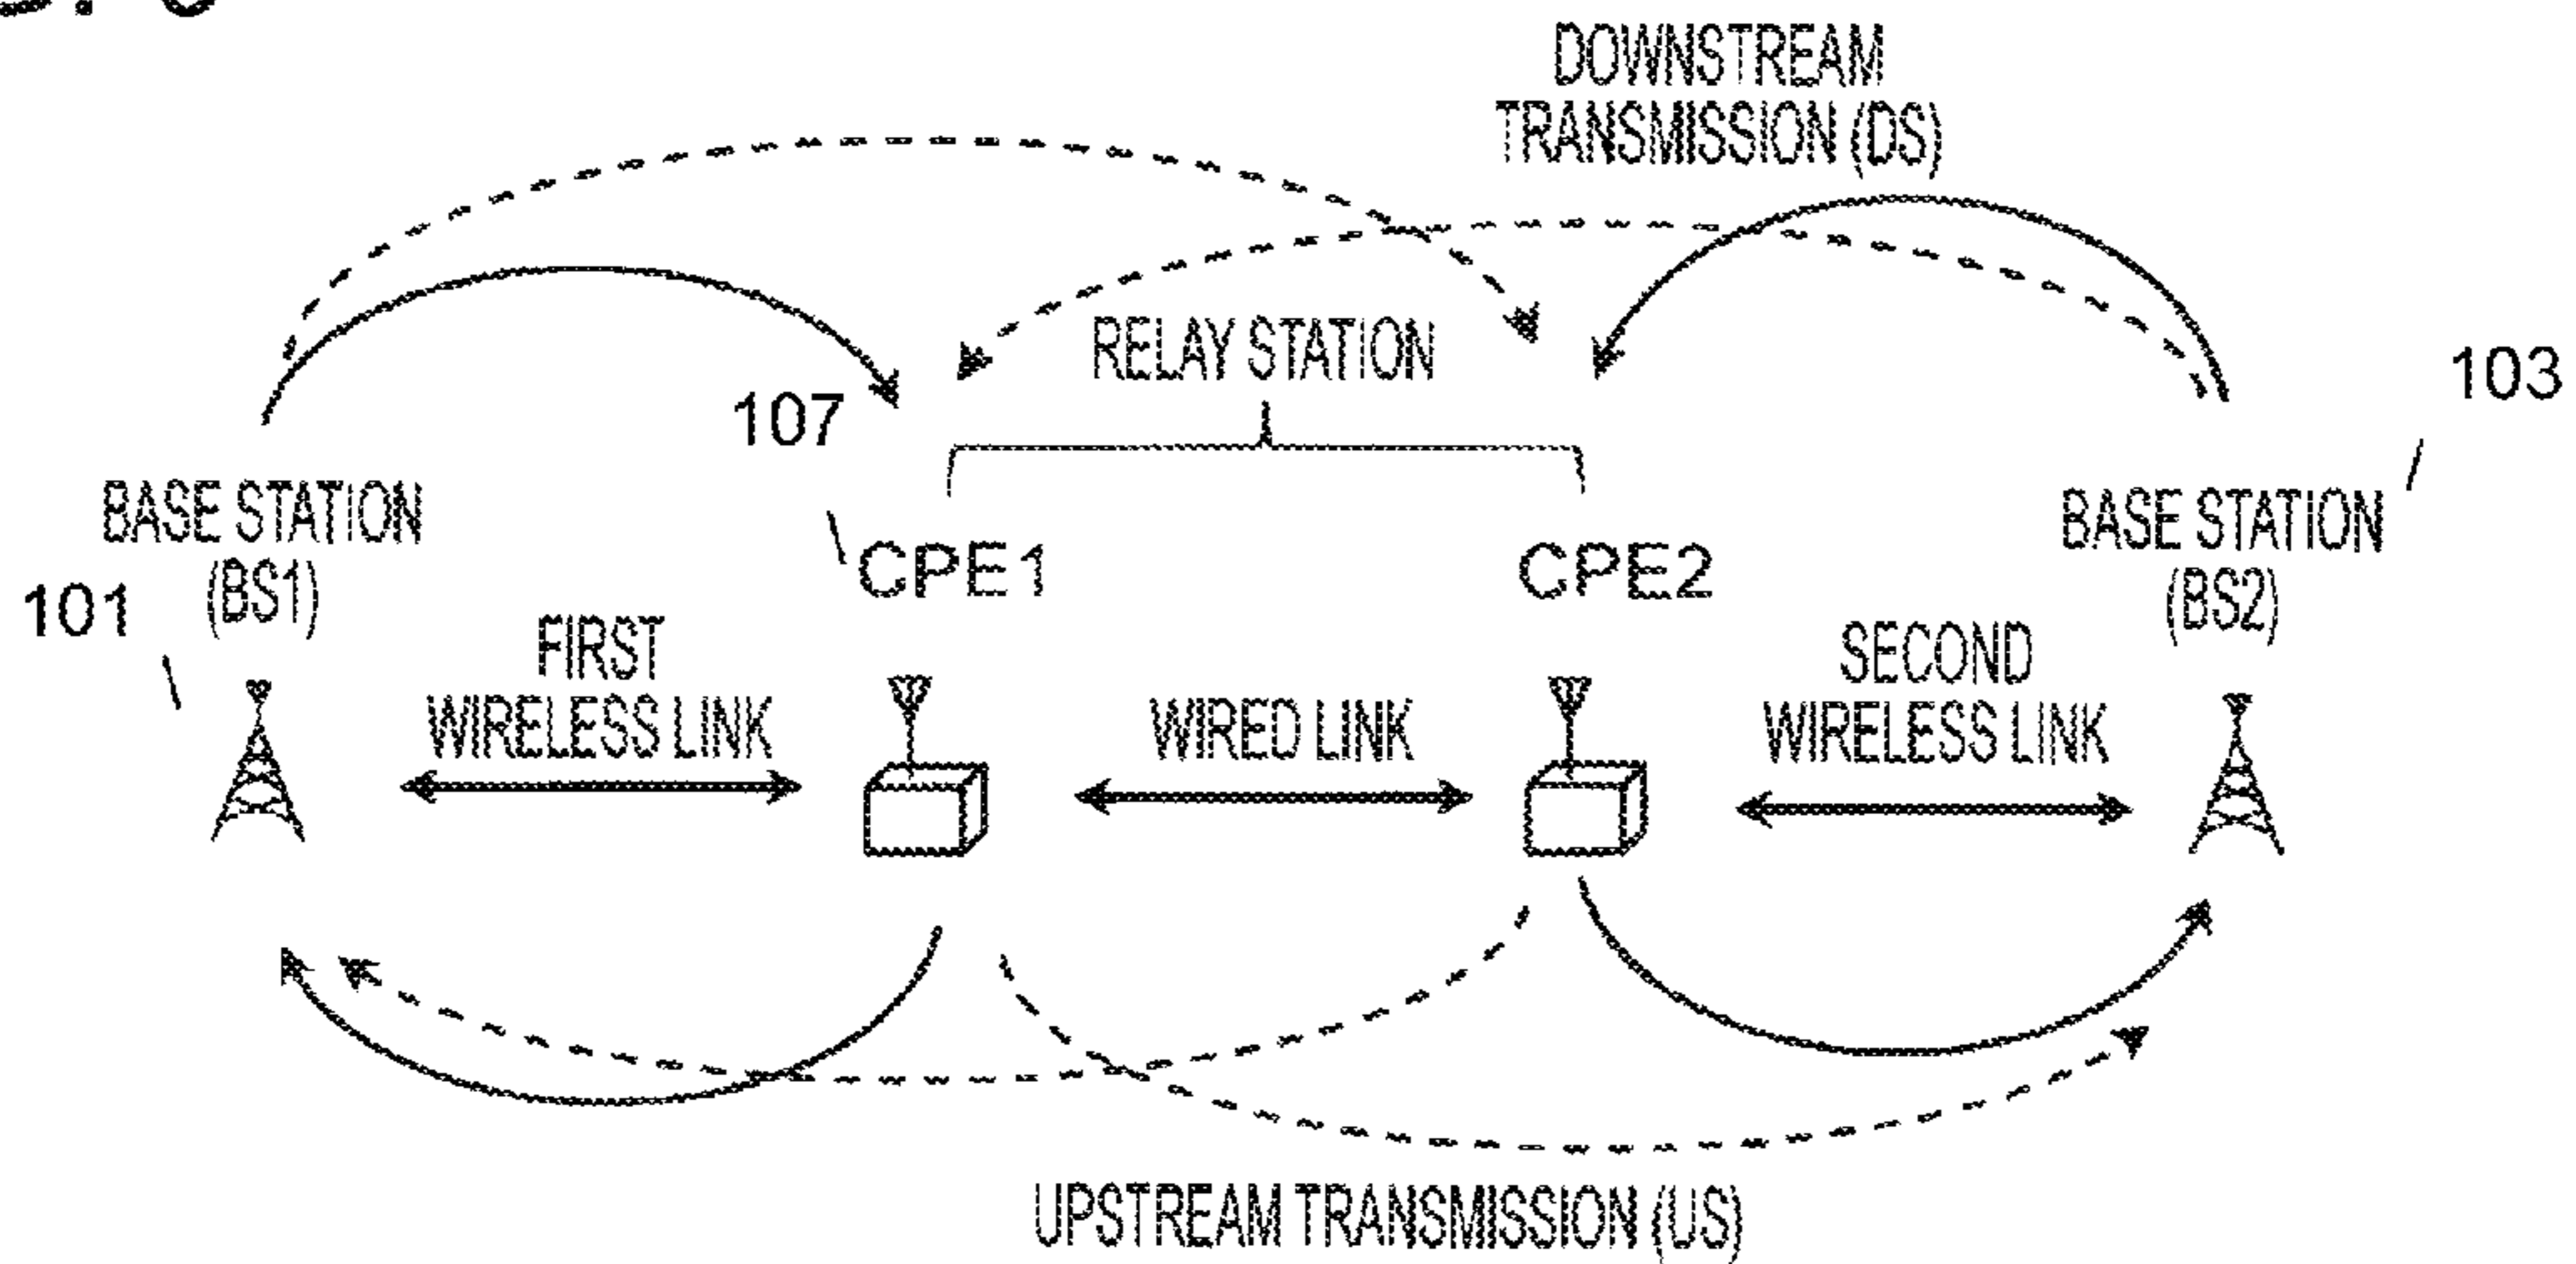 DOWNSTREAM
TRANSMISSION (DS)
RELAY STATION
107
103
BASE STATION
(BS1)
101
CPE1
CPE2
BASE STATION
(BS2)
FIRST
WIRELESS LINK
WIRED LINK
SECOND
WIRELESS LINK
UPSTREAM TRANSMISSION (US)